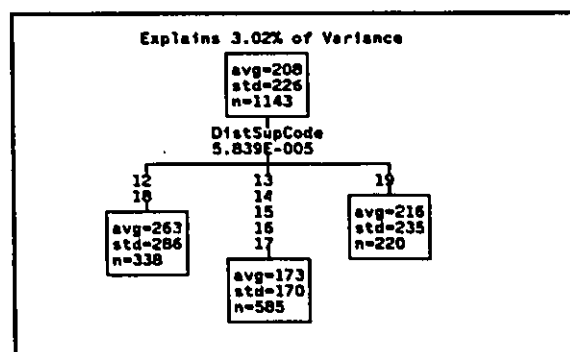 Explains 3.02% of Variance
avg=208
std=226
n=1143
DistSupCode
5.839E-005
12
18
avg=263
std=286
n=338
13
14
15
16
17
avg=173
std=170
n=585
19
avg=216
std=235
n=220